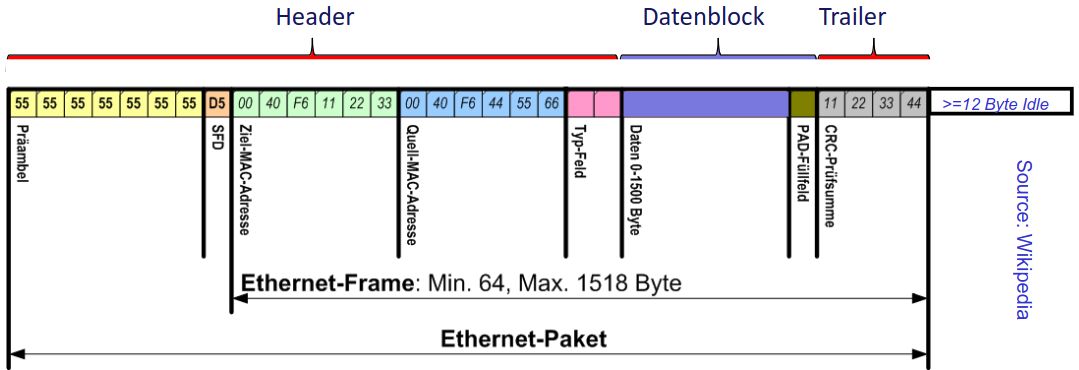 Header
Datenblock
Trailer
55 55 55 55 55 55 55 D5 00 40 F6 11 22 33 00 40 F6 44 55 66 11 22 33 44
>=12 Byte Idle
Präambel
SFD
Ziel-MAC-Adresse
Quell-MAC-Adresse
Typ-Feld
Daten 0-1500 Byte
PAD-Füllfeld
CRC-Prüfsumme
Source: Wikipedia
Ethernet-Frame: Min. 64, Max. 1518 Byte
Ethernet-Paket